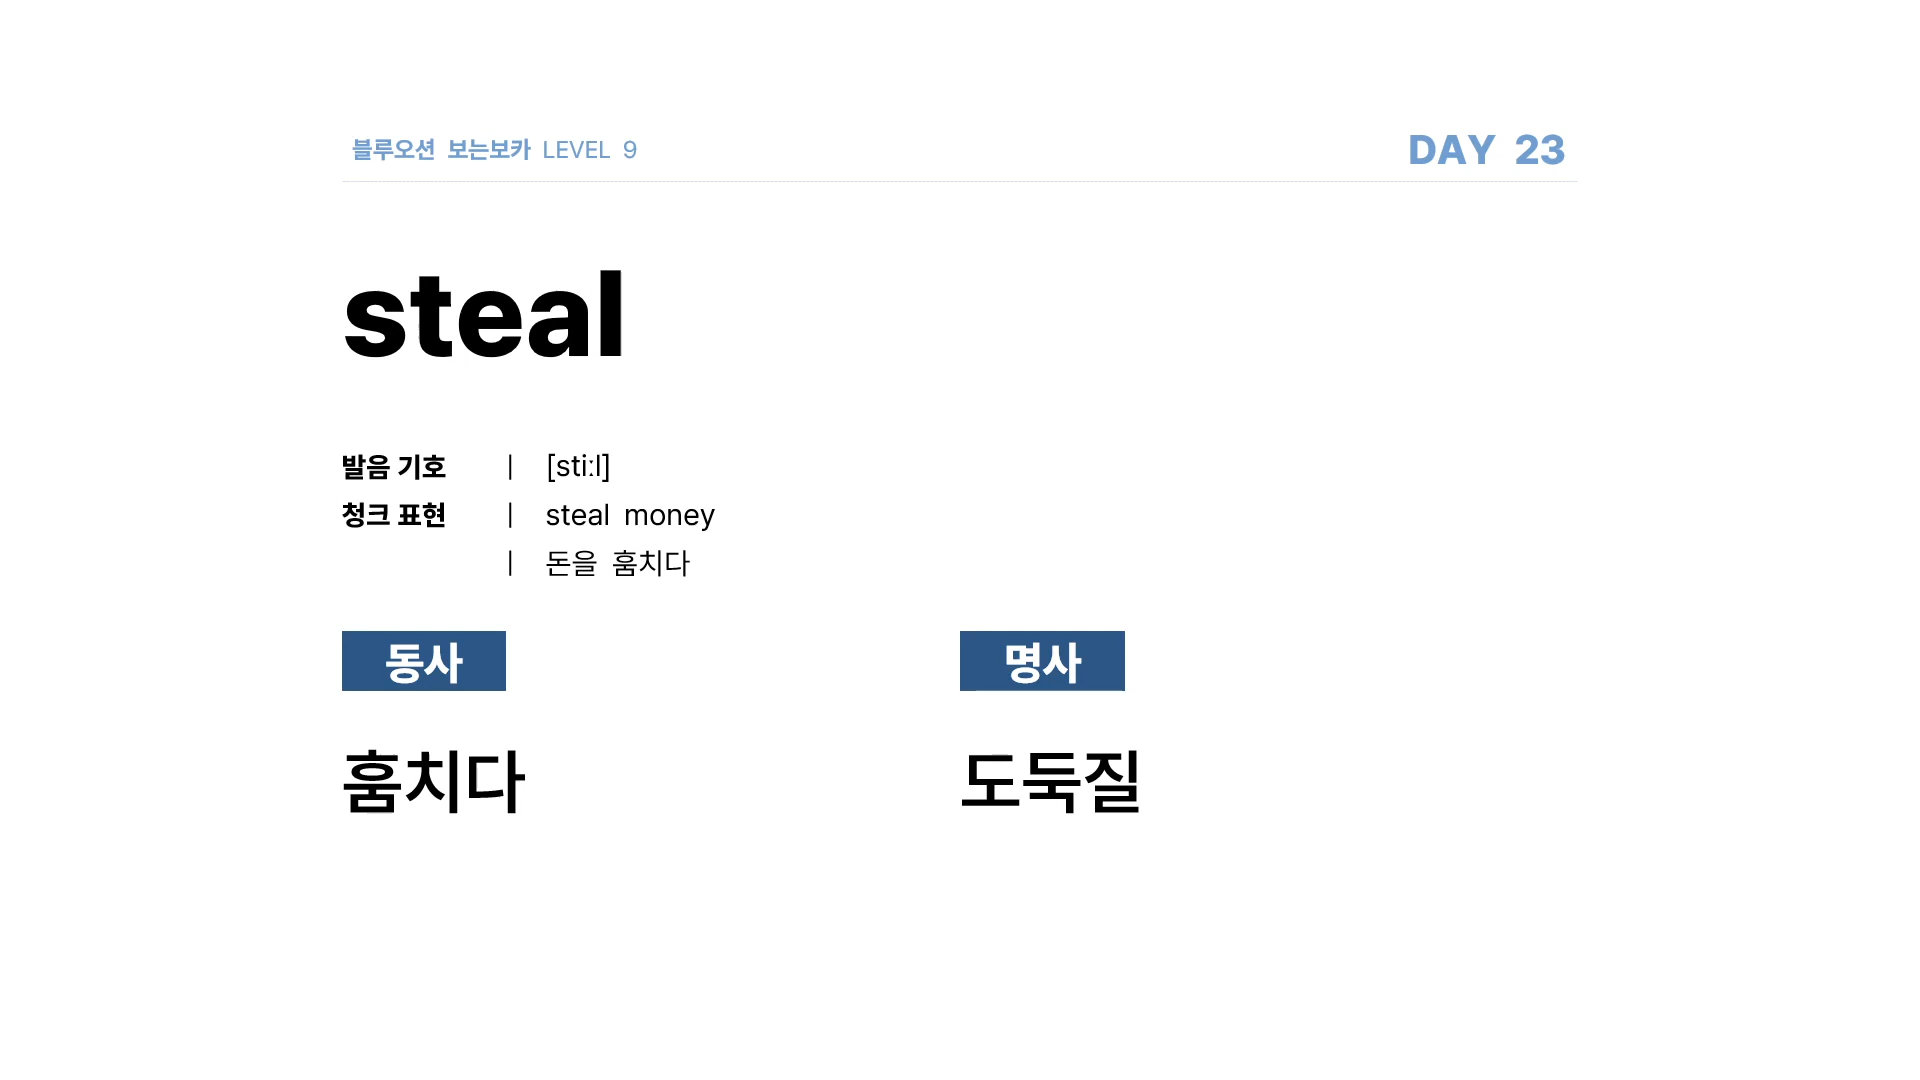 블루오션 보는보카 LEVEL 9
DAY 23
steal
발음 기호 | [stiːl]
청크 표현 | steal money
| 돈을 훔치다
동사
명사
훔치다
도둑질